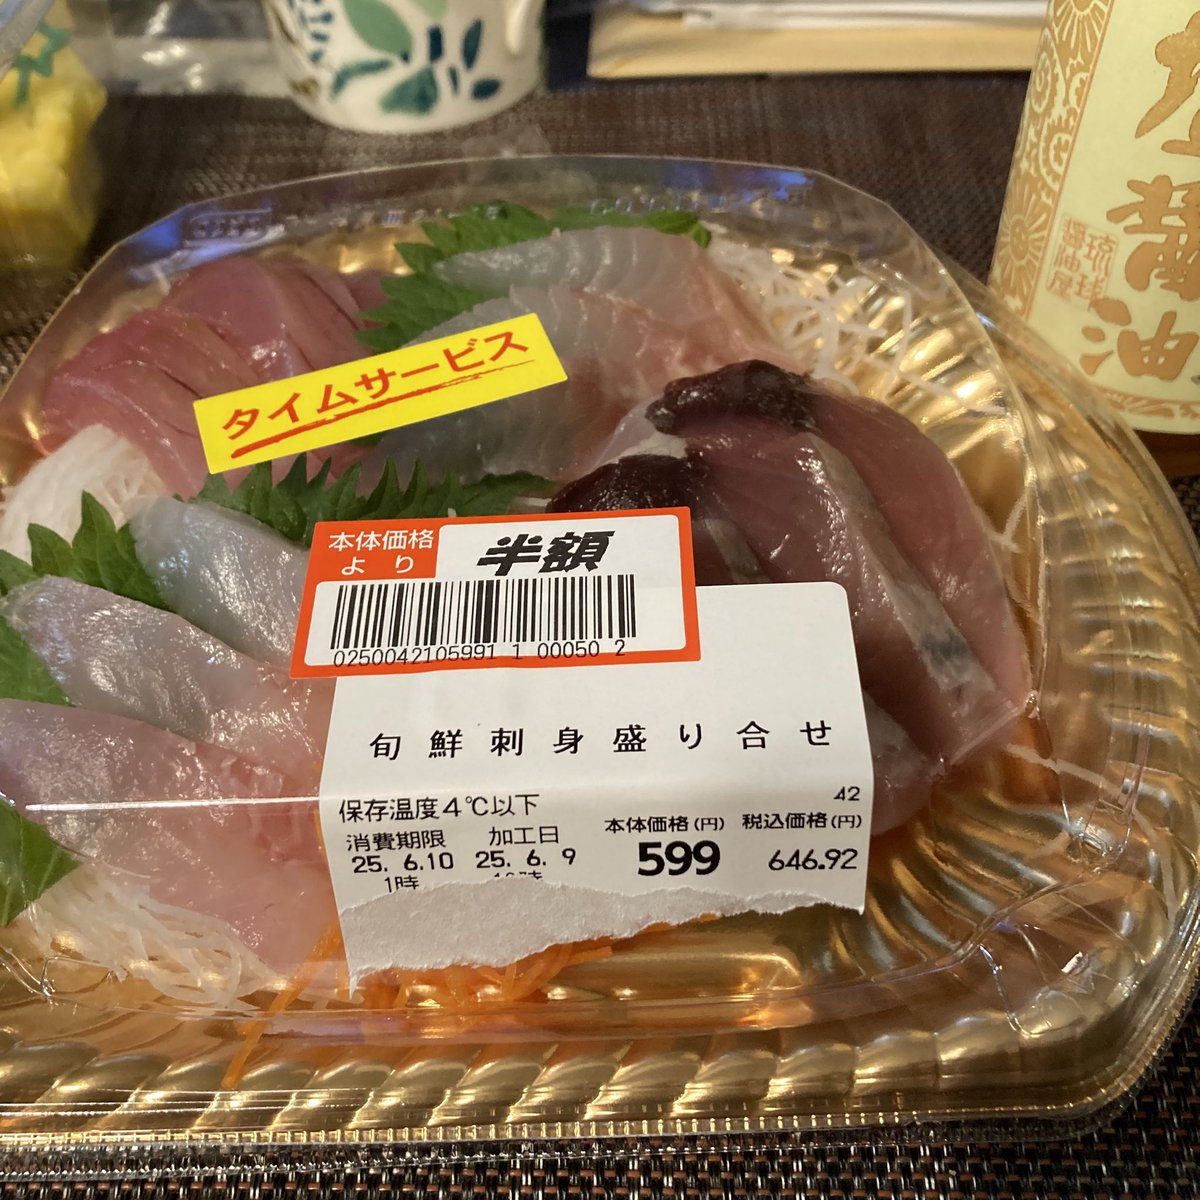 タイムサービス
本体価格
より
半額
0250042105991 1 00050 2
旬鮮刺身盛り合せ
保存温度4℃以下
42
消費期限 加工日 本体価格(円) 税込価格(円)
25. 6.10 25. 6. 9 599 646.92
1時
醤油
琉球
醤油屋